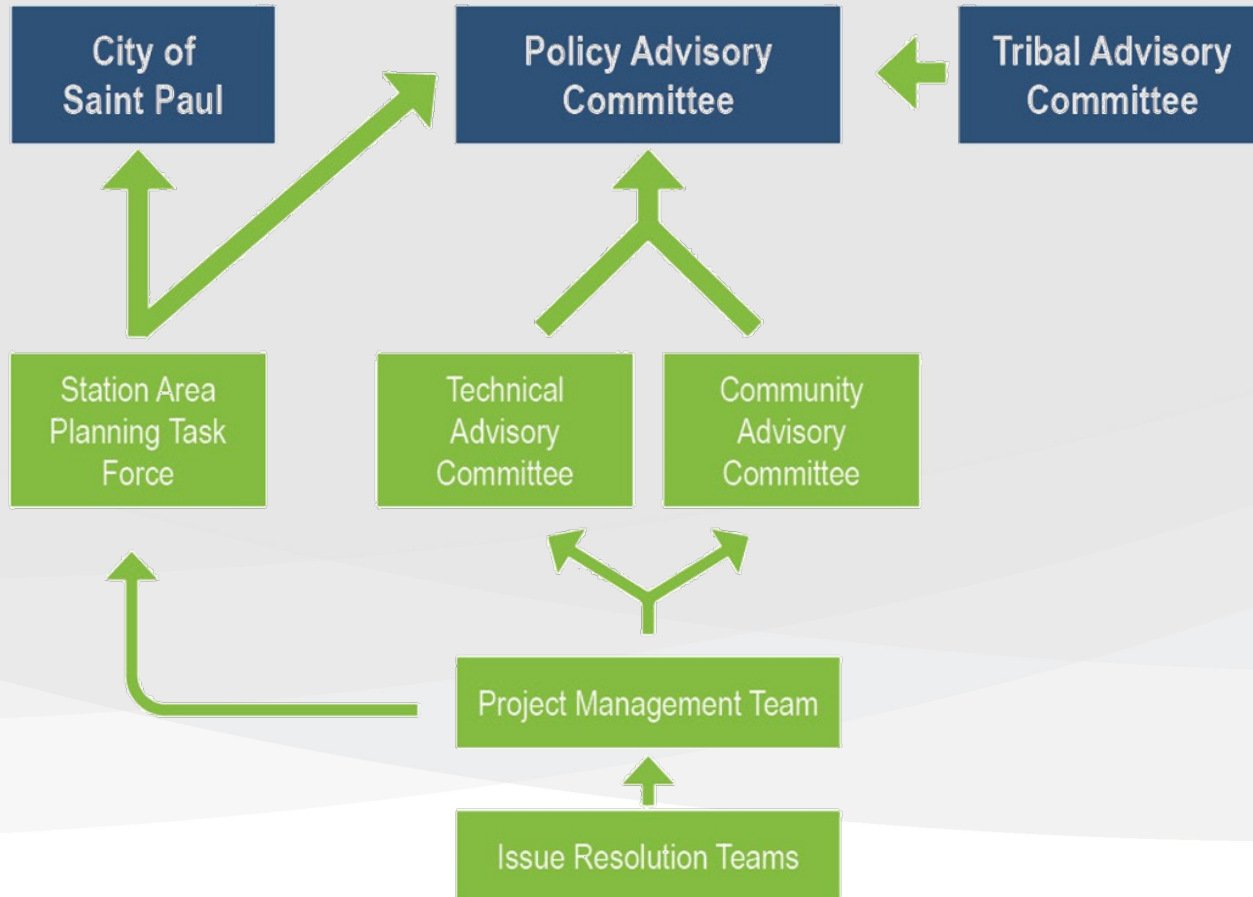 City of
Saint Paul
Policy Advisory
Committee
Tribal Advisory
Committee
Station Area
Planning Task
Force
Technical
Advisory
Committee
Community
Advisory
Committee
Project Management Team
Issue Resolution Teams